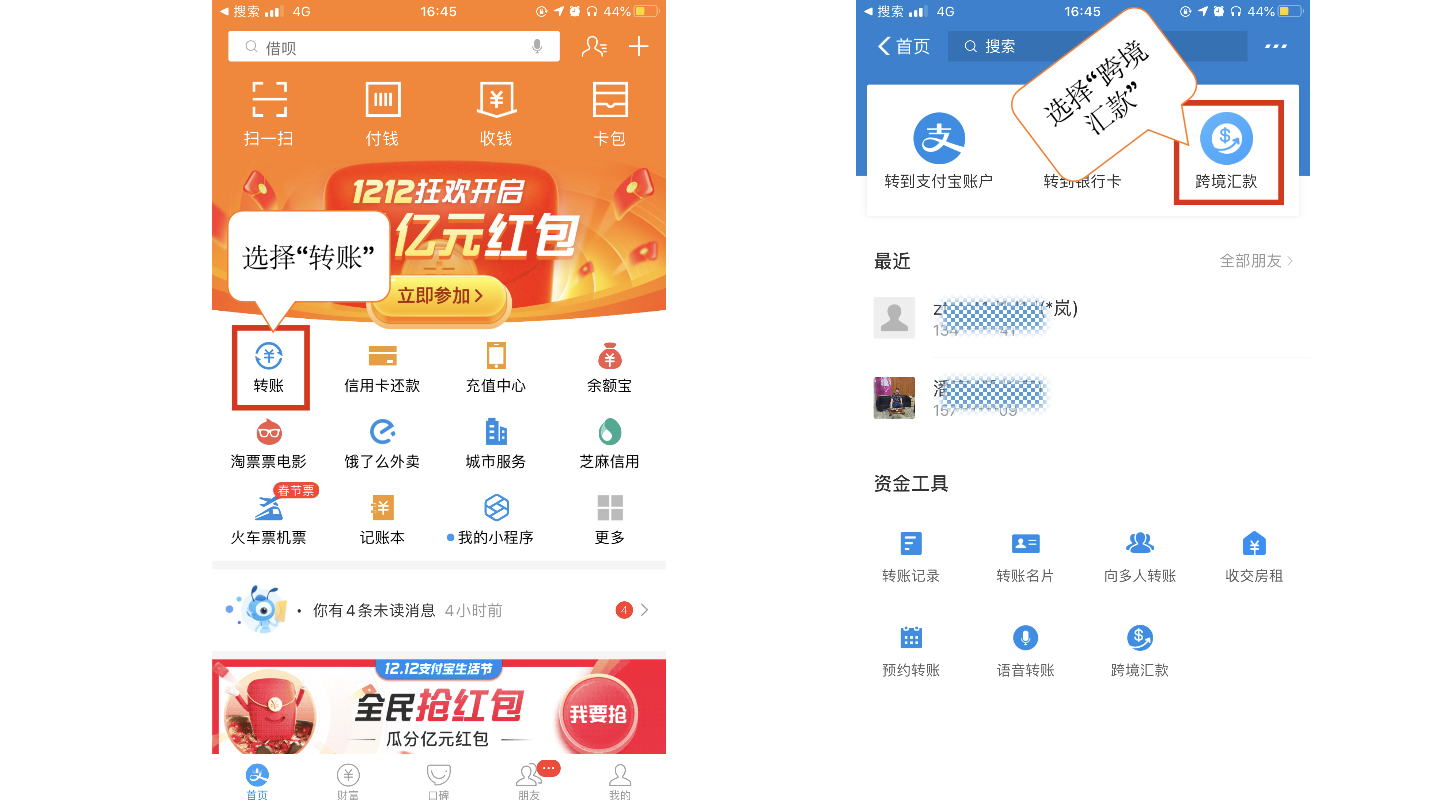 搜索 4G 16:45 44%
借呗
扫一扫 付钱 收钱 卡包
1212狂欢开启
亿元红包
立即参加
选择“转账”
转账 信用卡还款 充值中心 余额宝
淘票票电影 饿了么外卖 城市服务 芝麻信用
春节票
火车票机票 记账本 我的小程序 更多
你有4条未读消息 4小时前 4
12.12支付宝生活节
全民抢红包
瓜分亿元红包
我要抢
首页 财富 口碑 朋友 我的
搜索 4G 16:45 44%
首页 搜索
选择“跨境
汇款”
转到支付宝账户 转到银行卡 跨境汇款
最近 全部朋友
(*岚)
134 41
潘
157 09
资金工具
转账记录 转账名片 向多人转账 收交房租
预约转账 语音转账 跨境汇款